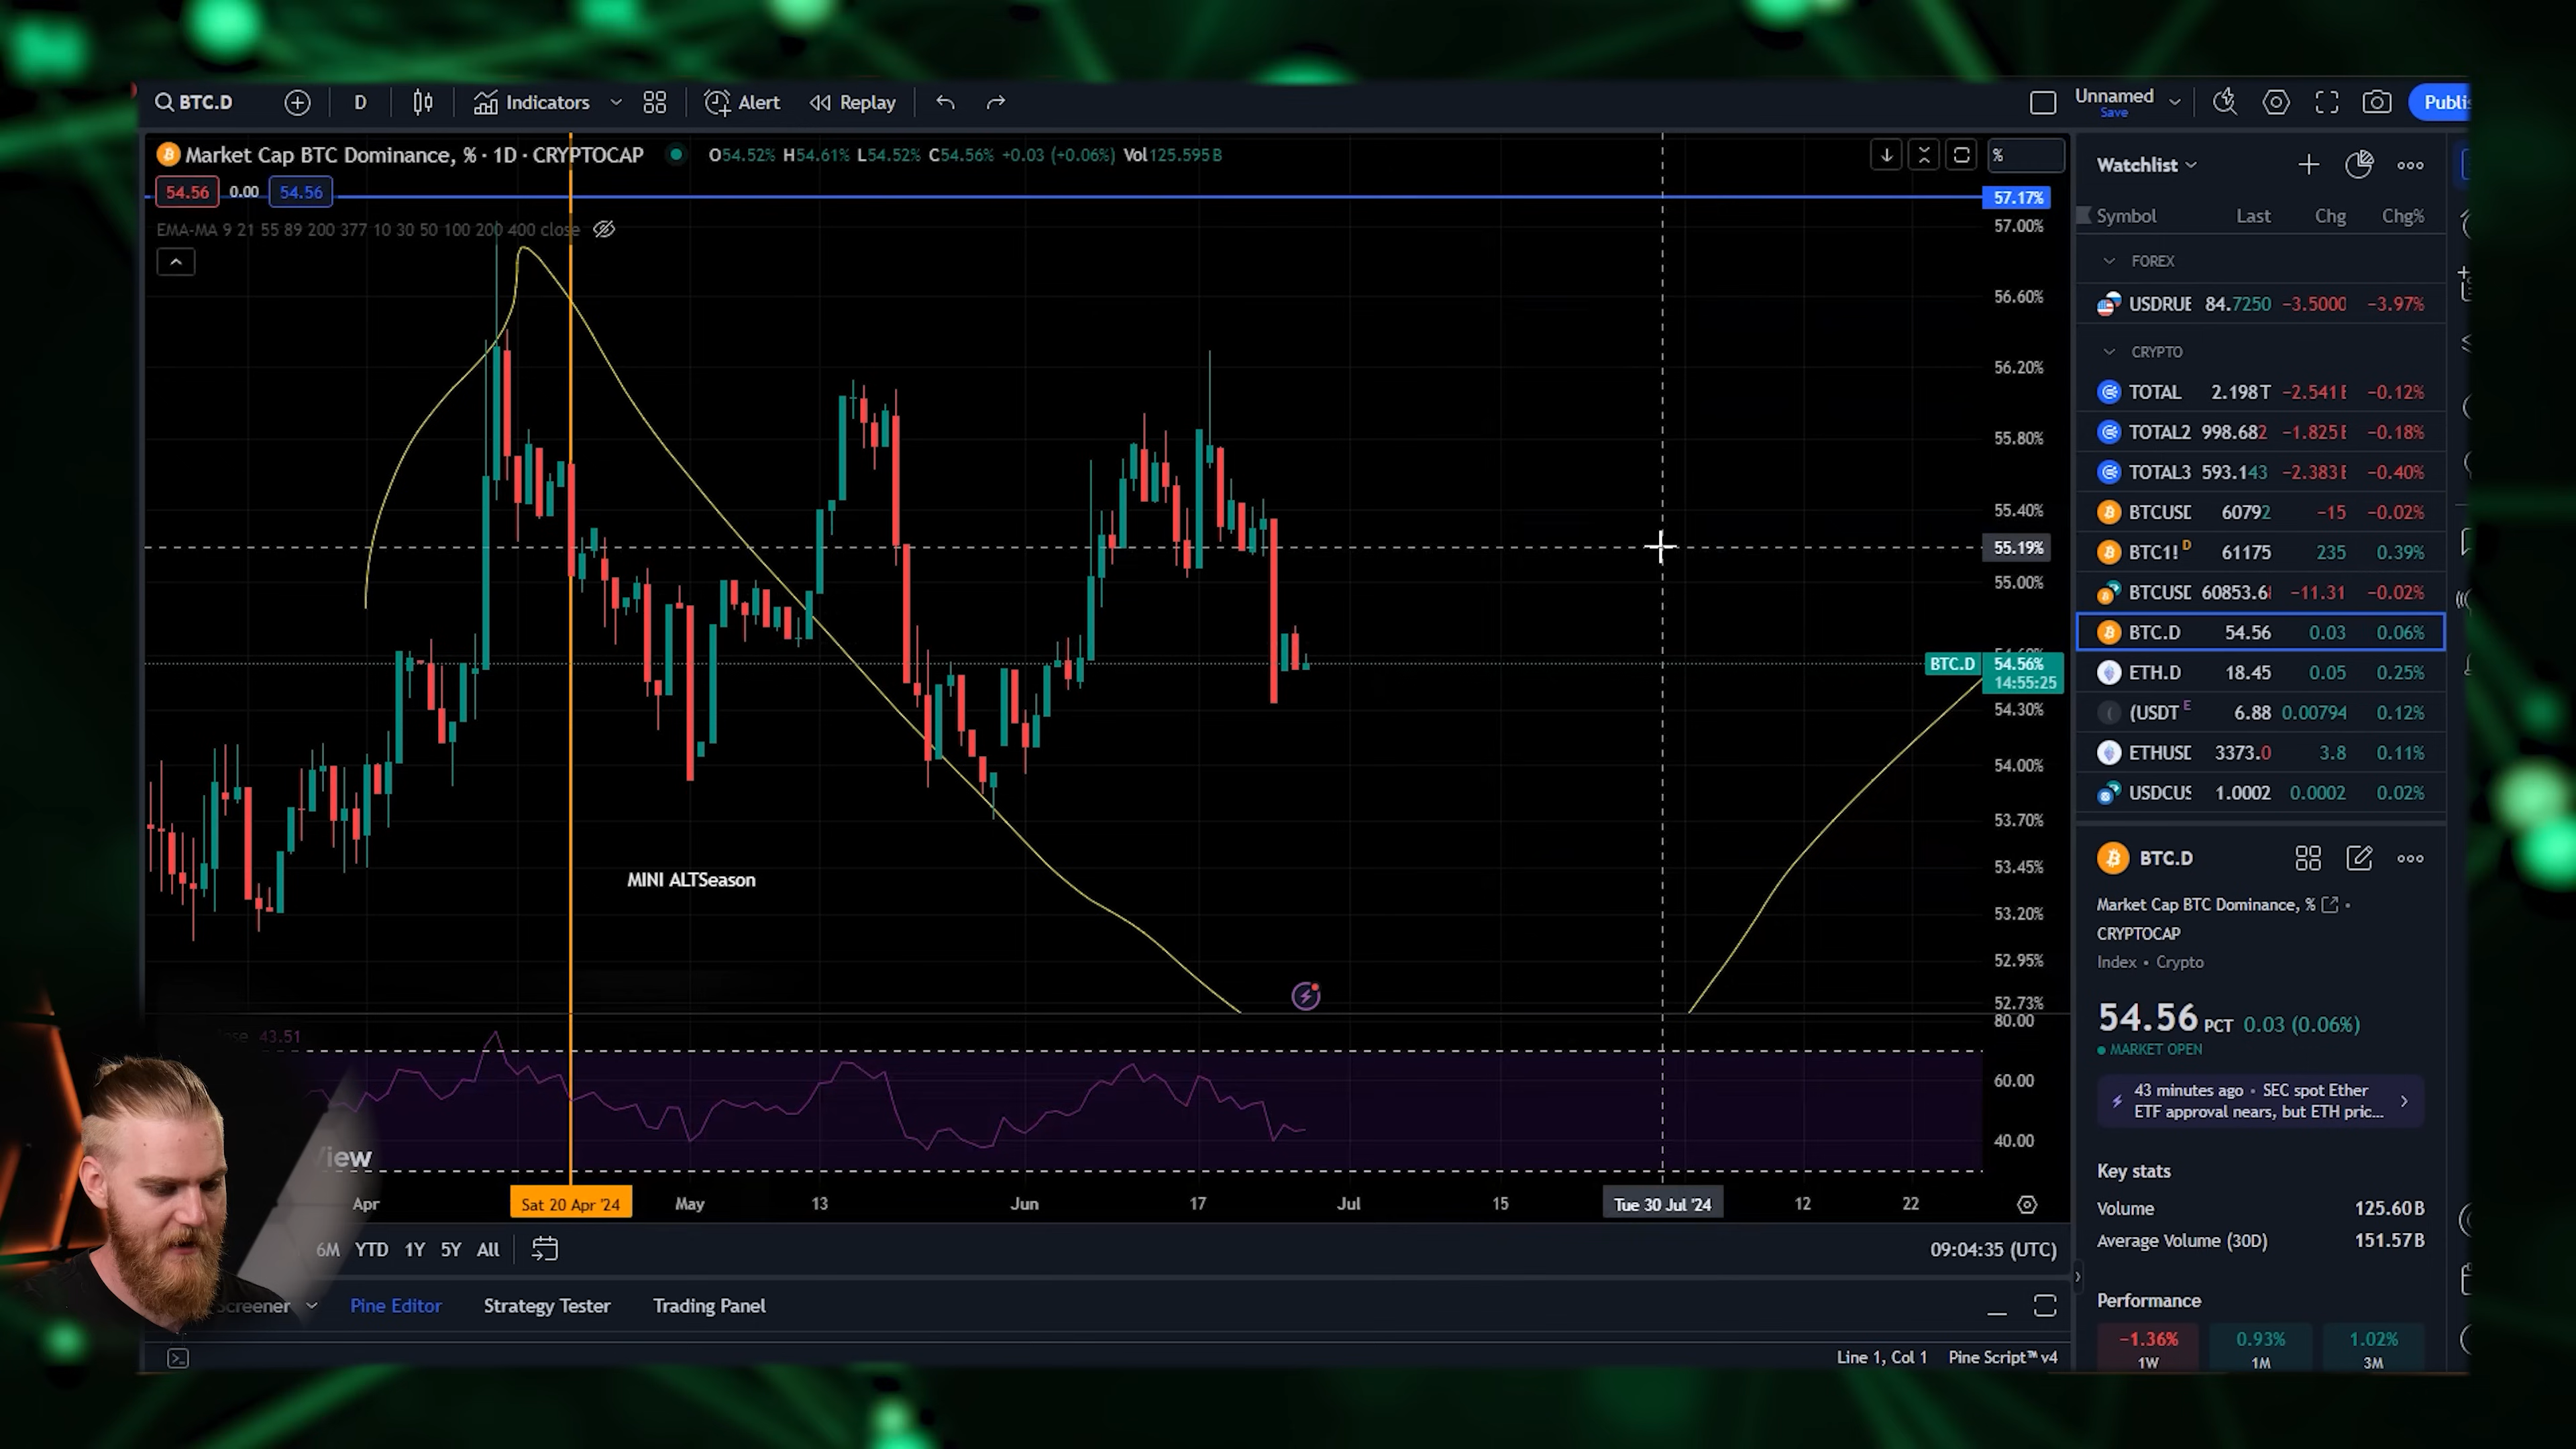 BTC.D D Indicators Alert Replay Unnamed
Save
Market Cap BTC Dominance, % · 1D · CRYPTOCAP O54.52% H54.61% L54.52% C54.56% +0.03 (+0.06%) Vol125.595B %
54.56 0.00 54.56
EMA-MA 9 21 55 89 200 377 10 30 50 100 200 400 close
57.17%
57.00%
56.60%
56.20%
55.80%
55.40%
55.19%
55.00%
BTC.D 54.56%
14:55:25
54.30%
54.00%
53.70%
53.45%
53.20%
52.95%
52.73%
MINI ALTSeason
43.51
80.00
60.00
40.00
Apr Sat 20 Apr '24 May 13 Jun 17 Jul 15 Tue 30 Jul '24 12 22
6M YTD 1Y 5Y All 09:04:35 (UTC)
Pine Editor Strategy Tester Trading Panel
Line 1, Col 1 Pine Script™ v4
Watchlist
Symbol Last Chg Chg%
FOREX
84.7250 −3.5000 −3.97%
CRYPTO
TOTAL 2.198T −0.12%
TOTAL2 998.682 −0.18%
TOTAL3 593.143 −0.40%
60792 −15 −0.02%
BTC1! D 61175 235 0.39%
−11.31 −0.02%
BTC.D 54.56 0.03 0.06%
ETH.D 18.45 0.05 0.25%
(USDT E 6.88 0.00794 0.12%
3373.0 3.8 0.11%
1.0002 0.0002 0.02%
BTC.D
Market Cap BTC Dominance, % •
CRYPTOCAP
Index • Crypto
54.56 PCT 0.03 (0.06%)
MARKET OPEN
43 minutes ago • SEC spot Ether
ETF approval nears, but ETH pric...
Key stats
Volume 125.60B
Average Volume (30D) 151.57B
Performance
−1.36% 0.93% 1.02%
1W 1M 3M